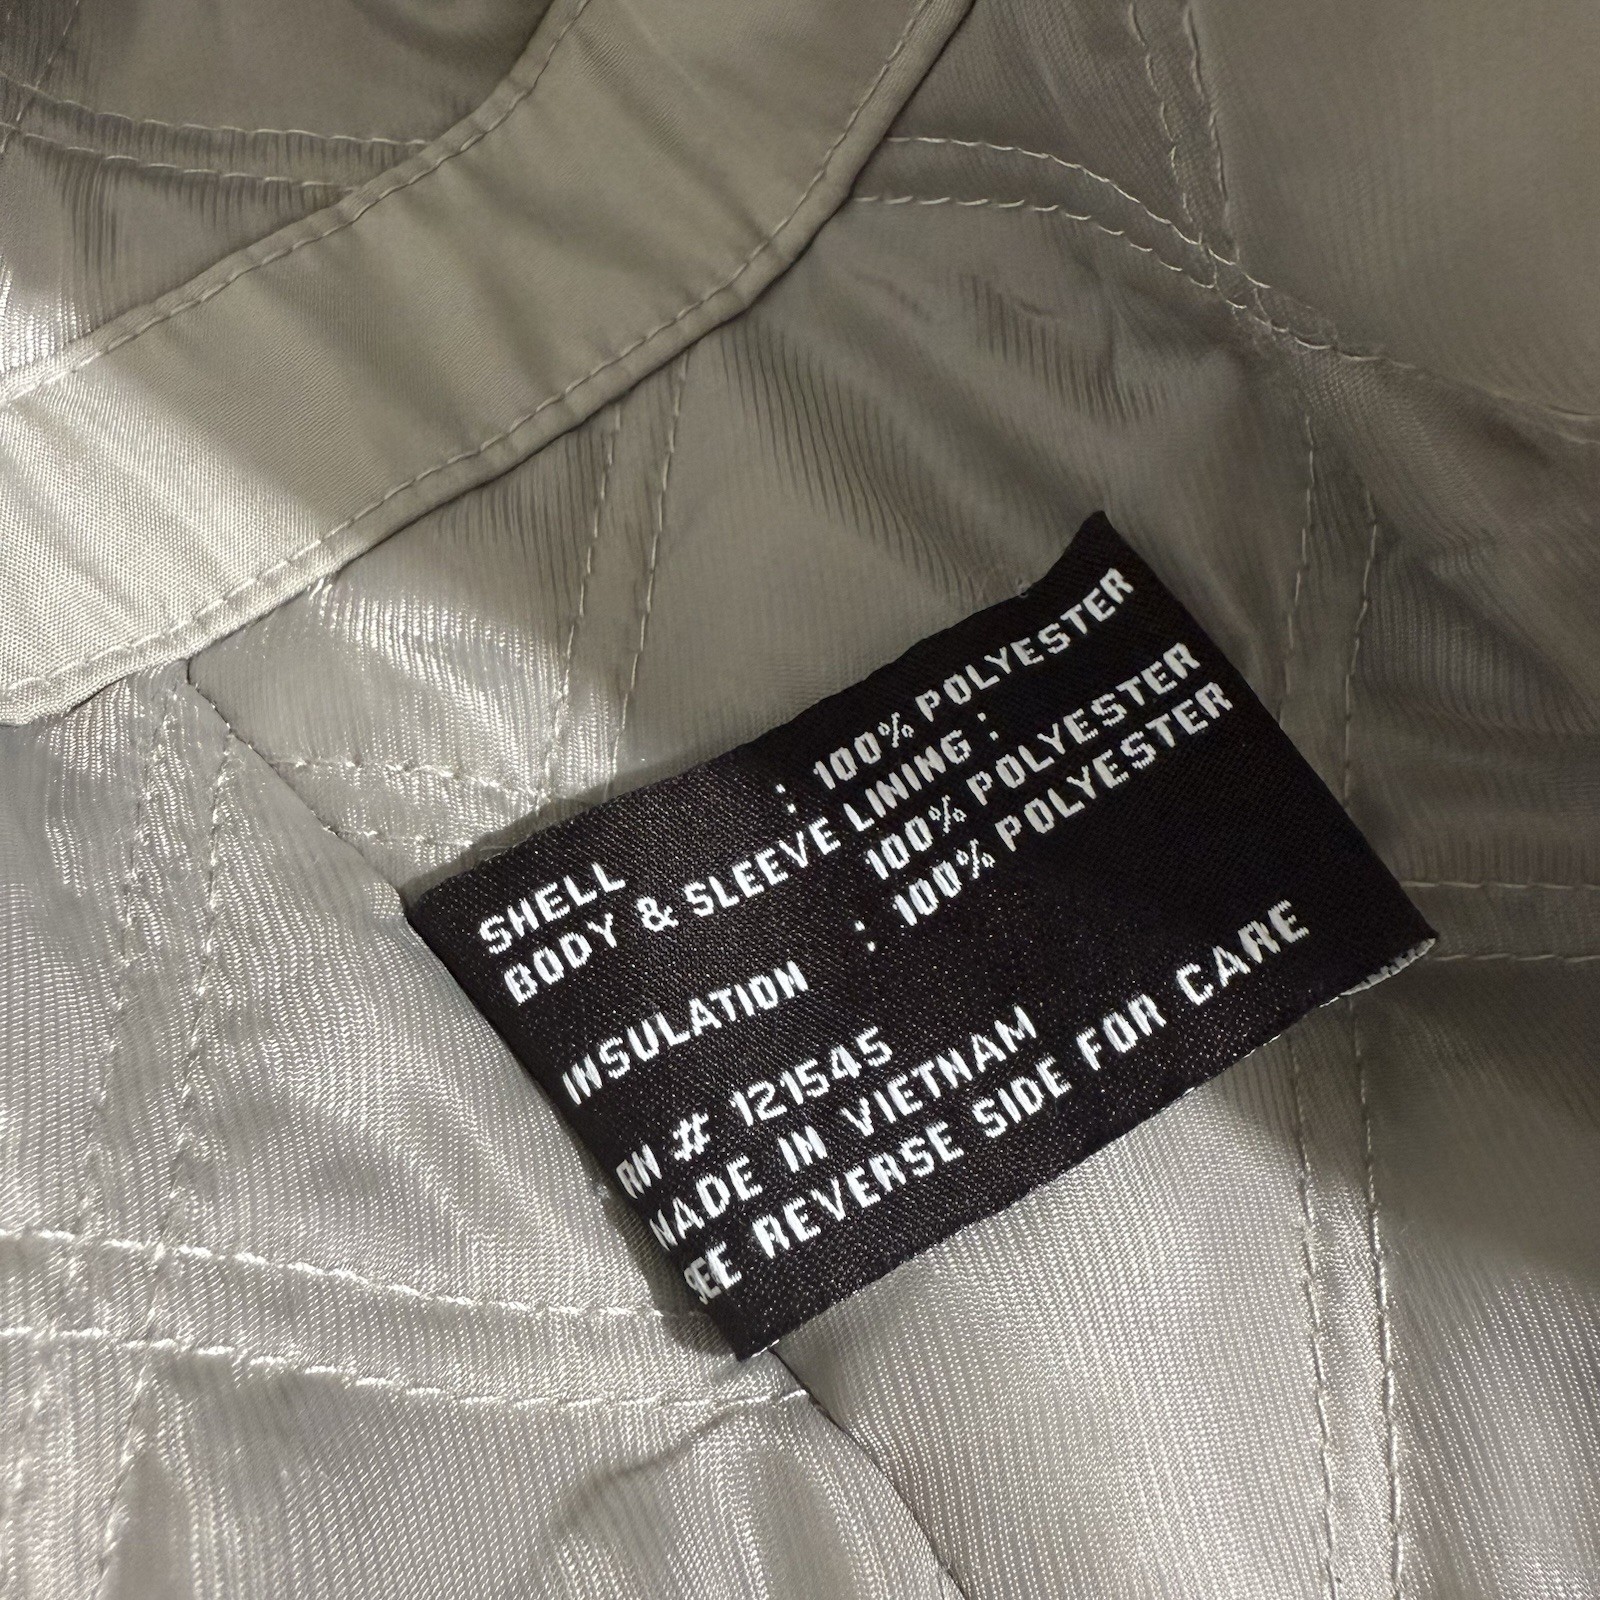 SHELL : 100% POLYESTER
BODY & SLEEVE LINING :
100% POLYESTER
INSULATION : 100% POLYESTER
RN # 121545
MADE IN VIETNAM
SEE REVERSE SIDE FOR CARE